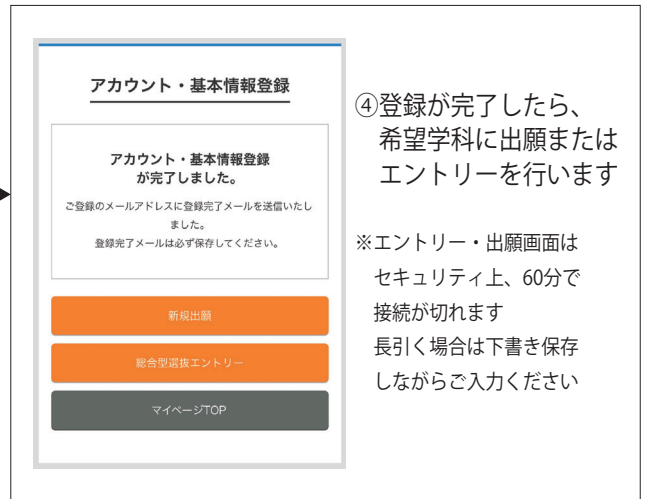 アカウント・基本情報登録
アカウント・基本情報登録
が完了しました。
ご登録のメールアドレスに登録完了メールを送信いたし
ました。
登録完了メールは必ず保存してください。
新規出願
総合型選抜エントリー
マイページTOP
④登録が完了したら、
希望学科に出願または
エントリーを行います
※エントリー・出願画面は
セキュリティ上、60分で
接続が切れます
長引く場合は下書き保存
しながらご入力ください